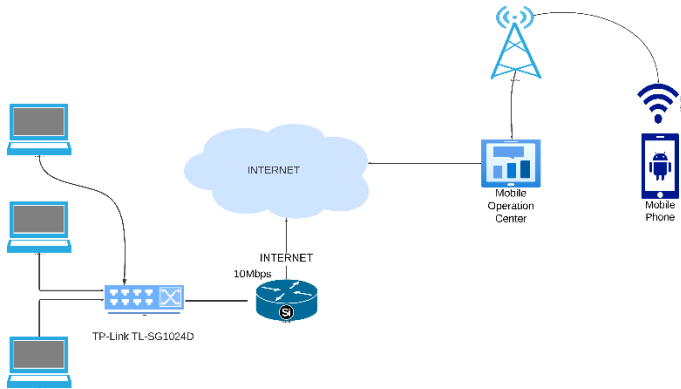 INTERNET
Mobile
Operation
Center
Mobile
Phone
INTERNET
10Mbps
Si
TP-Link TL-SG1024D